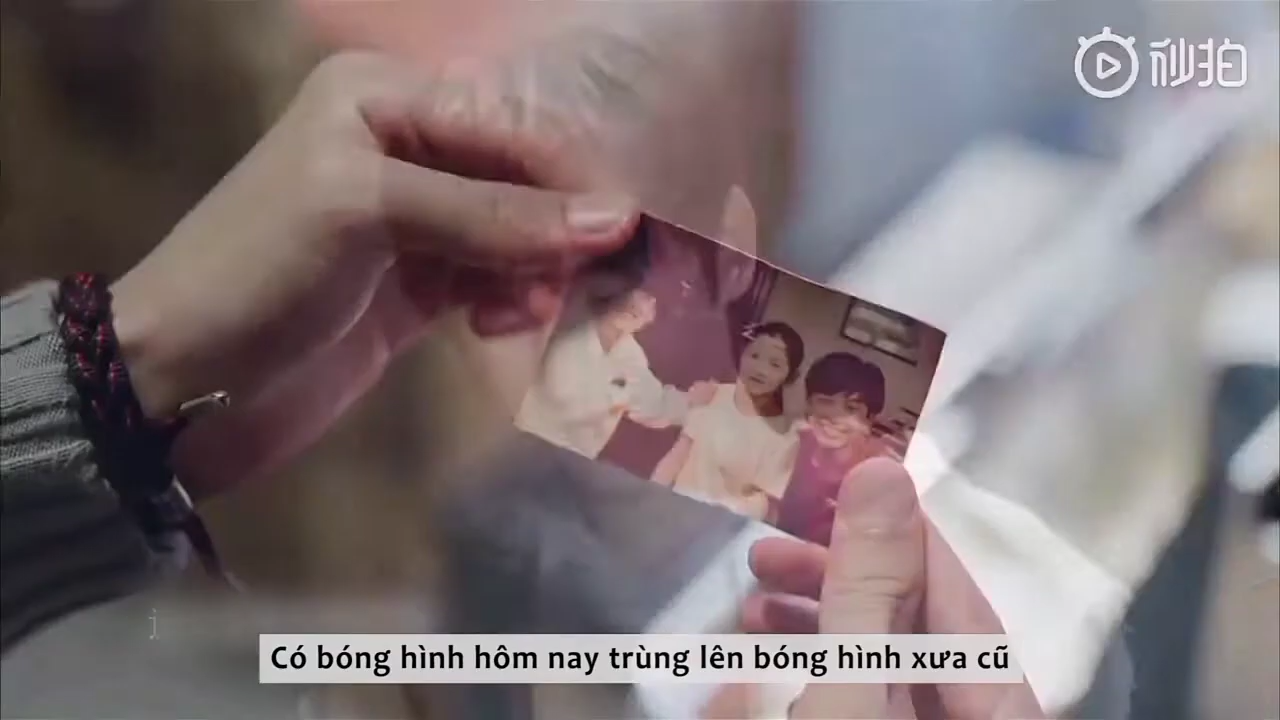 秒拍
Có bóng hình hôm nay trùng lên bóng hình xưa cũ